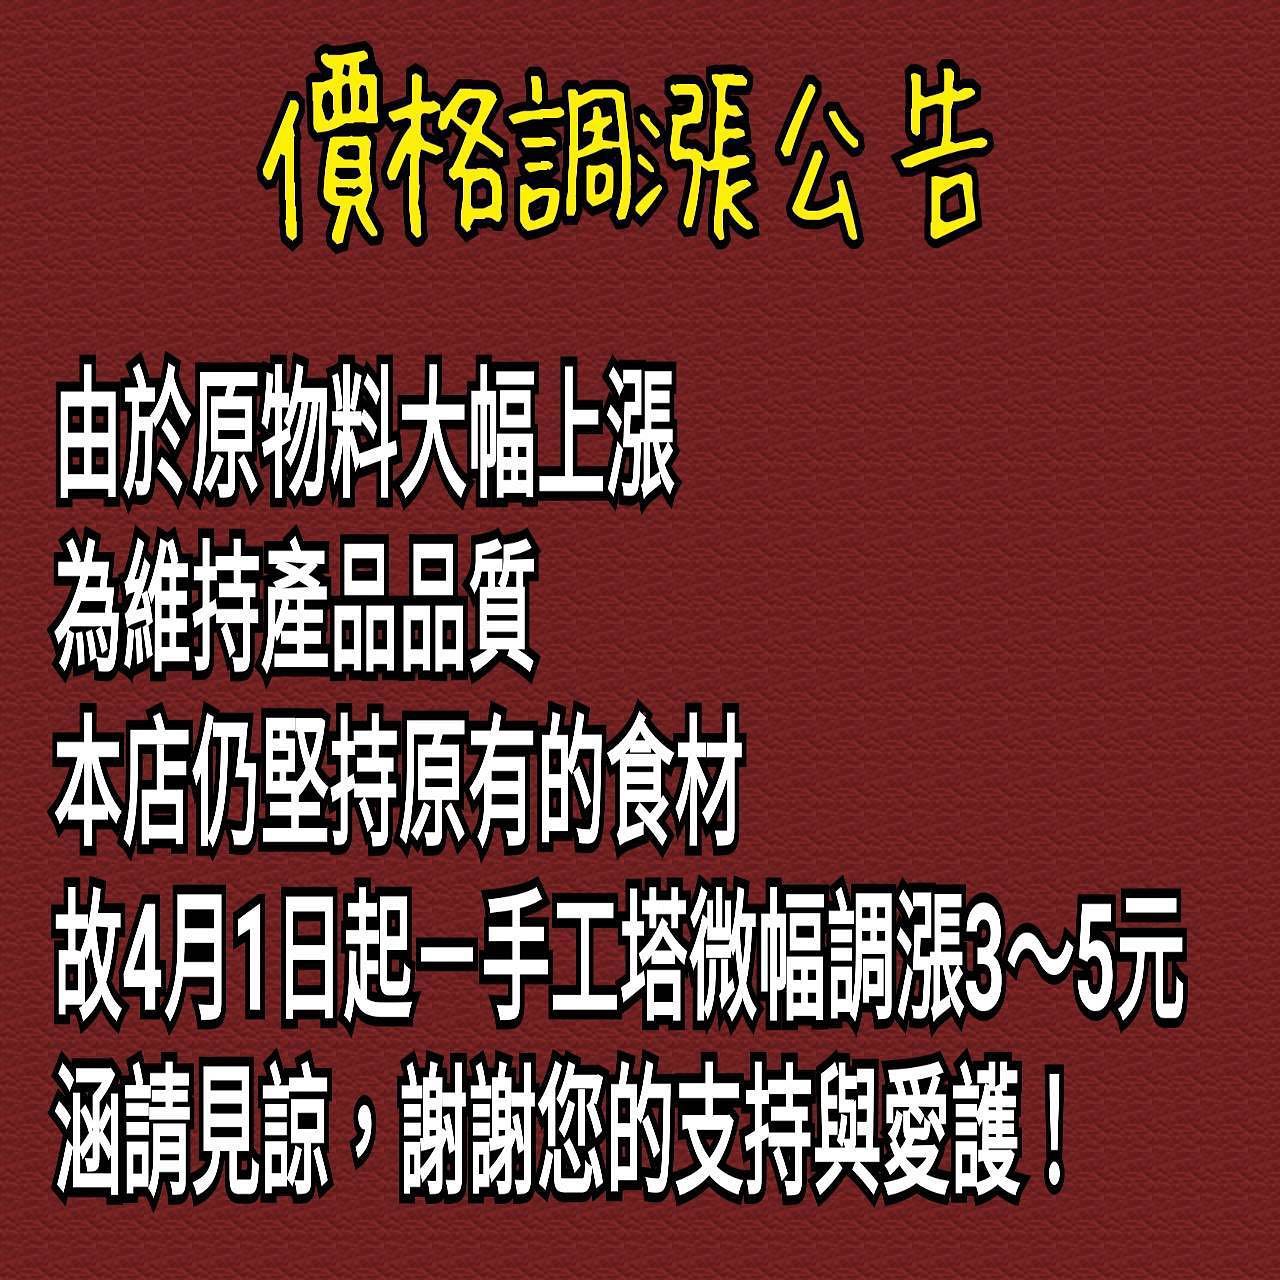 價格調漲公告
由於原物料大幅上漲
為維持產品品質
本店仍堅持原有的食材
故4月1日起－手工塔微幅調漲3～5元
涵請見諒，謝謝您的支持與愛護！